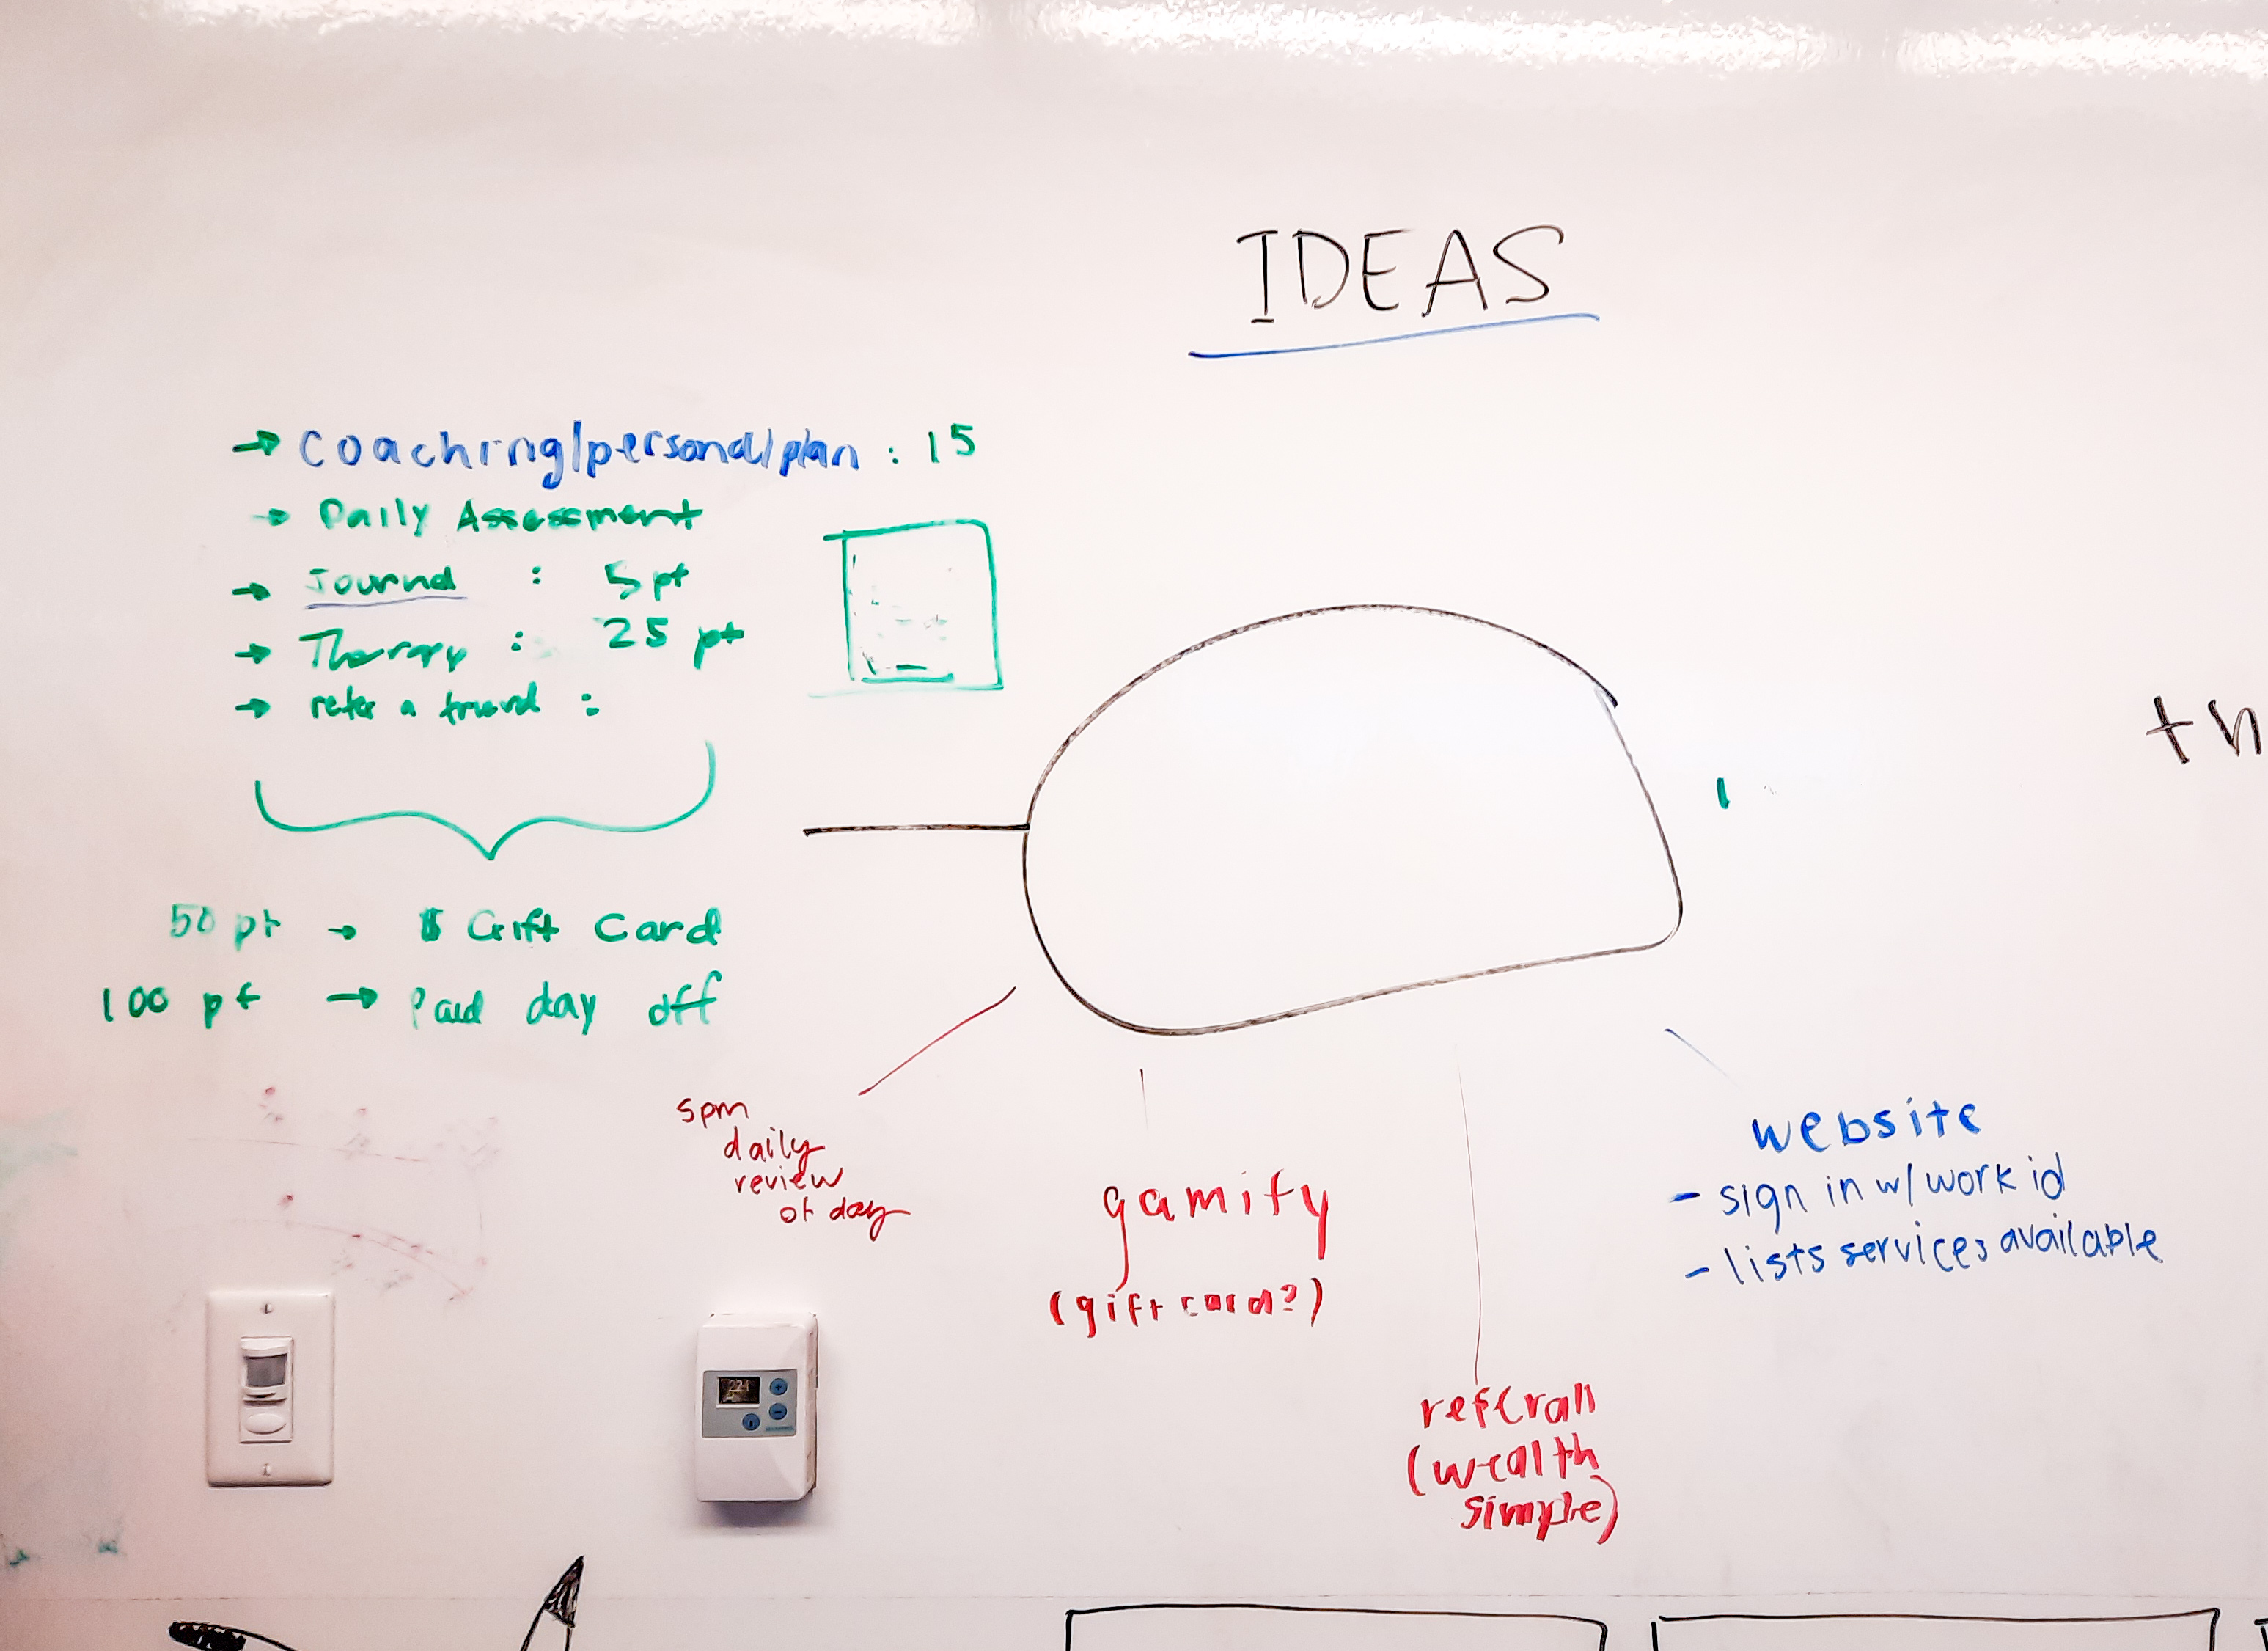 IDEAS
→ Coaching/personal/plan : 15
→ Daily Assessment
→ Journal : 5 pt
→ Therapy : 25 pt
→ refer a friend :
50 pt → $ Gift Card
100 pt → Paid day off
th
5pm
daily
review
of day
gamify
(gift card?)
referall
(wealth
simple)
website
- sign in w/ work id
- lists services available